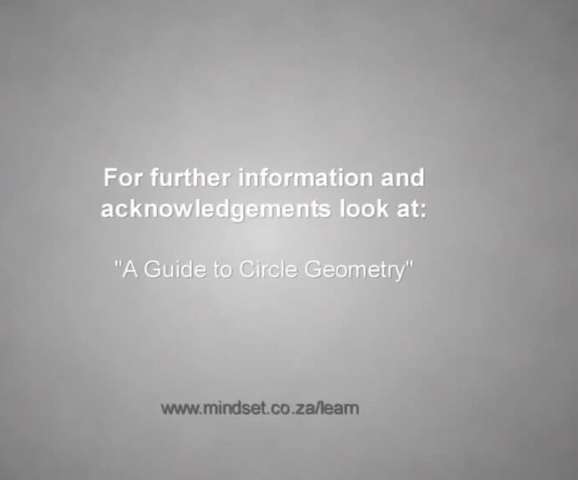 For further information and
acknowledgements look at:
"A Guide to Circle Geometry"
www.mindset.co.za/learn